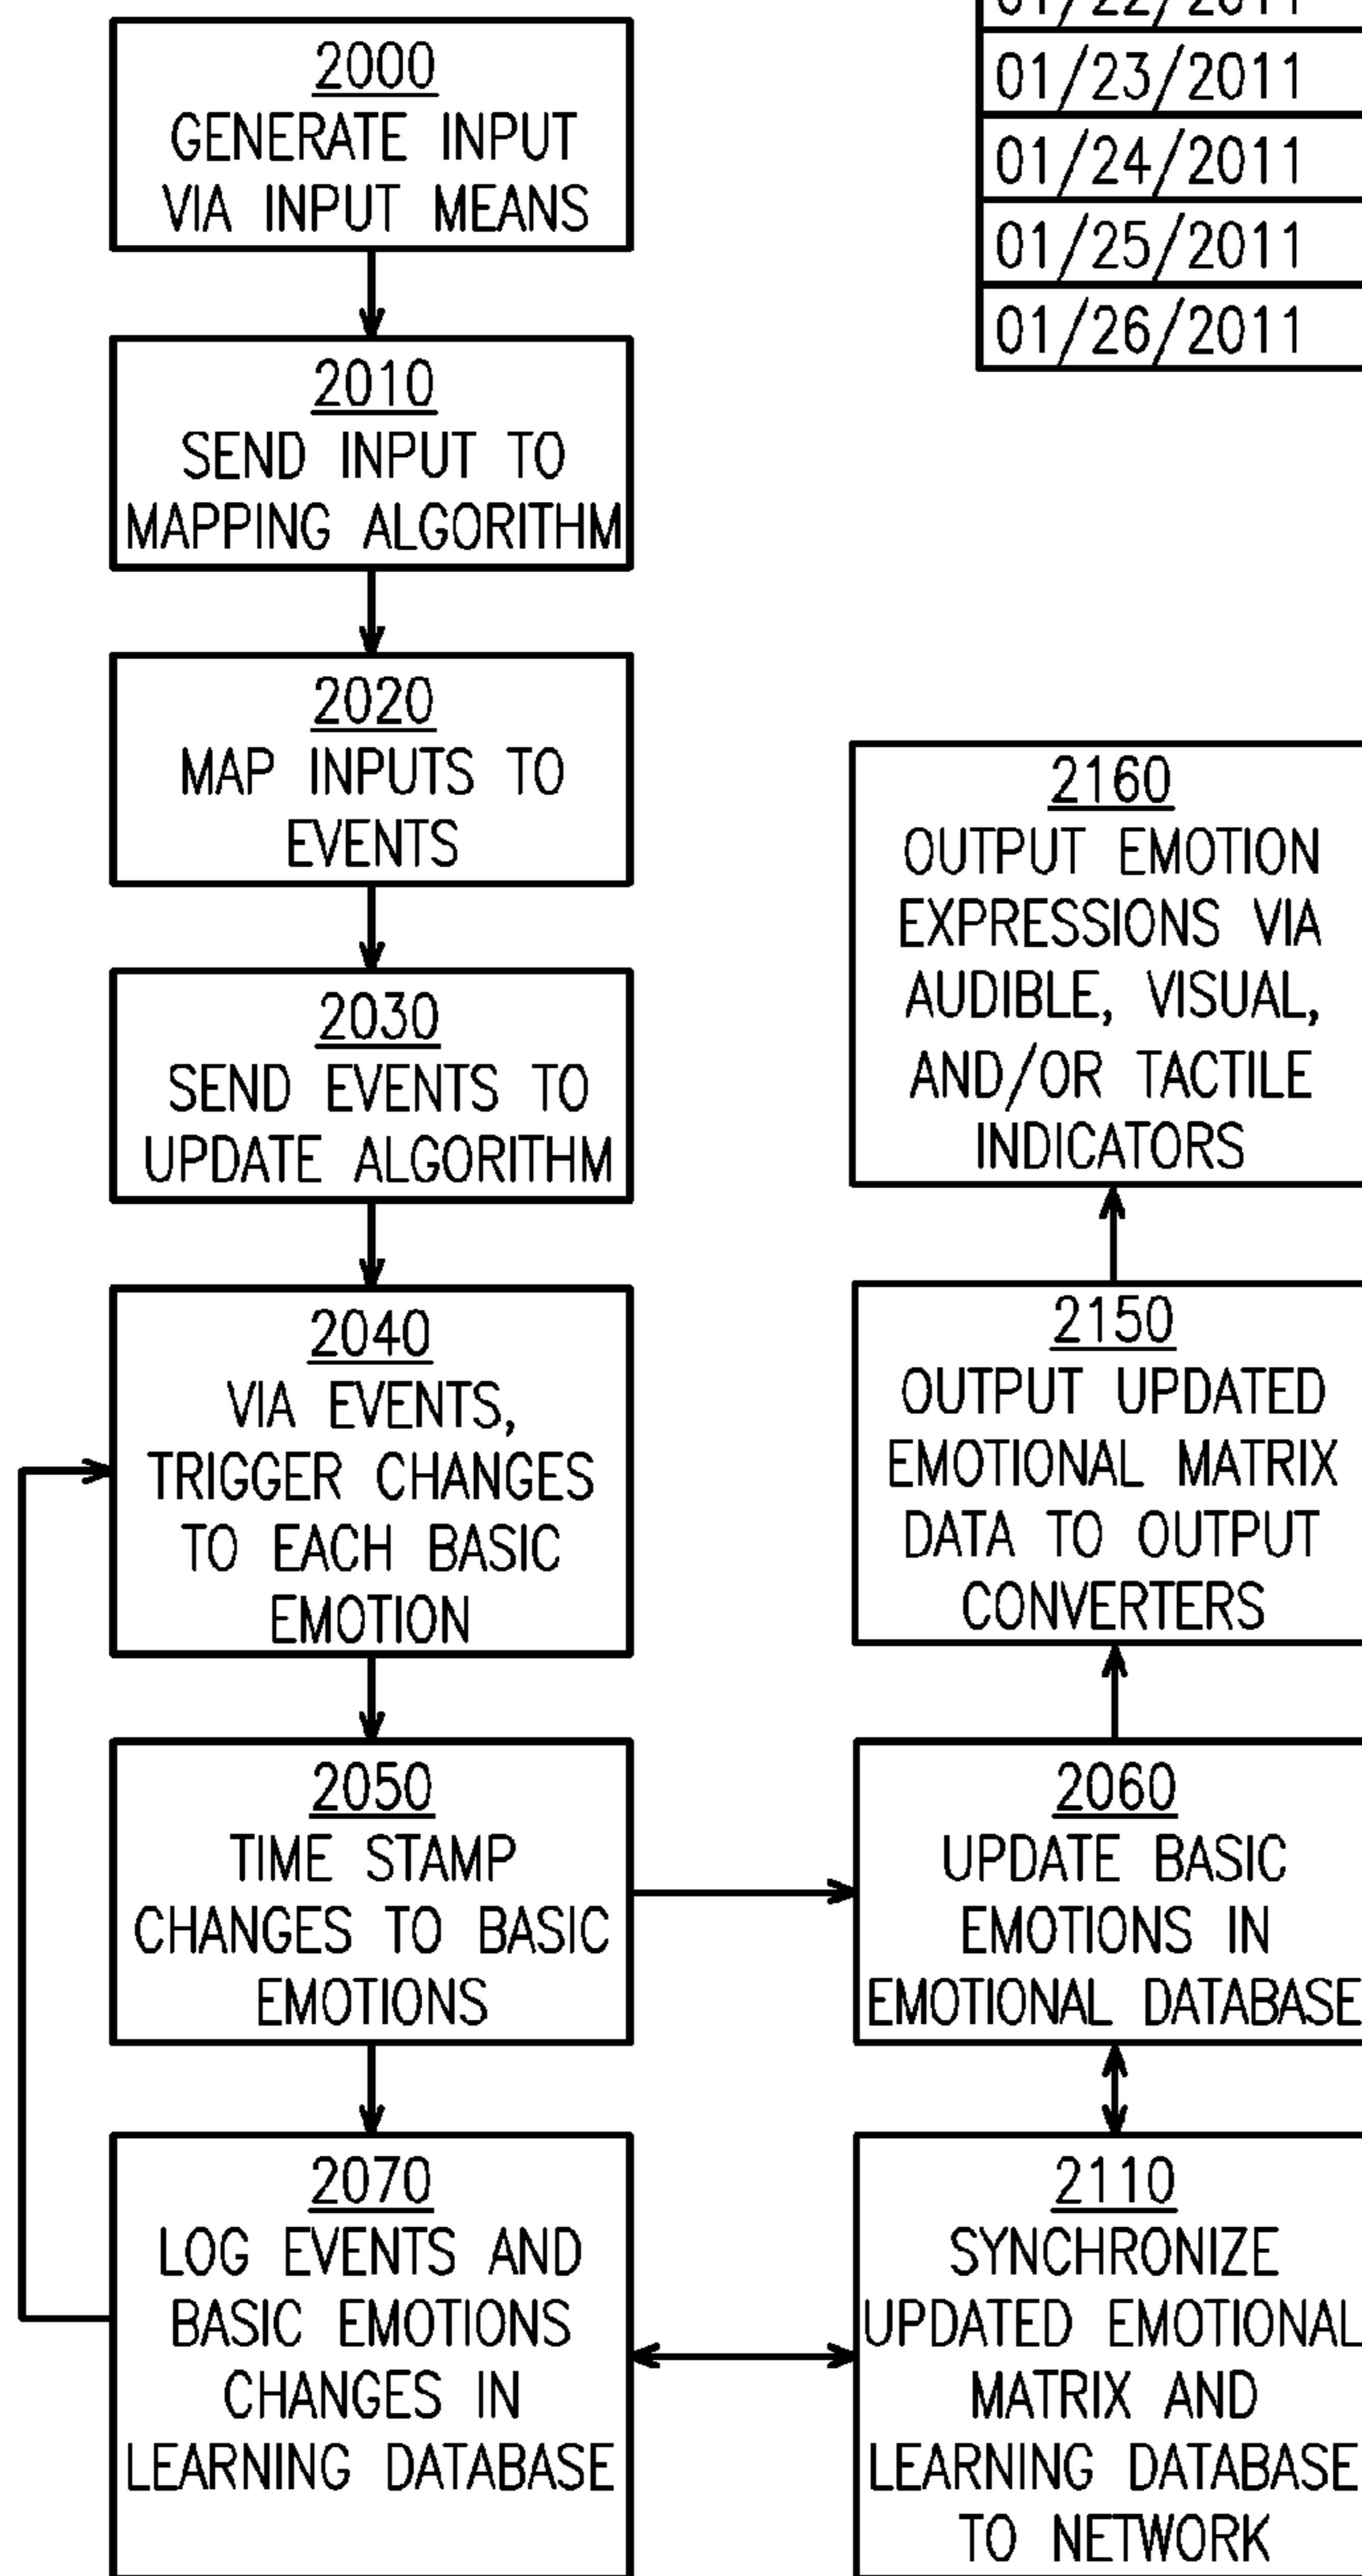 2000
GENERATE INPUT
VIA INPUT MEANS
2010
SEND INPUT TO
MAPPING ALGORITHM
2020
MAP INPUTS TO
EVENTS
2030
SEND EVENTS TO
UPDATE ALGORITHM
2040
VIA EVENTS,
TRIGGER CHANGES
TO EACH BASIC
EMOTION
2050
TIME STAMP
CHANGES TO BASIC
EMOTIONS
2070
LOG EVENTS AND
BASIC EMOTIONS
CHANGES IN
LEARNING DATABASE
01/22/2011
01/23/2011
01/24/2011
01/25/2011
01/26/2011
2160
OUTPUT EMOTION
EXPRESSIONS VIA
AUDIBLE, VISUAL,
AND/OR TACTILE
INDICATORS
2150
OUTPUT UPDATED
EMOTIONAL MATRIX
DATA TO OUTPUT
CONVERTERS
2060
UPDATE BASIC
EMOTIONS IN
EMOTIONAL DATABASE
2110
SYNCHRONIZE
UPDATED EMOTIONAL
MATRIX AND
LEARNING DATABASE
TO NETWORK